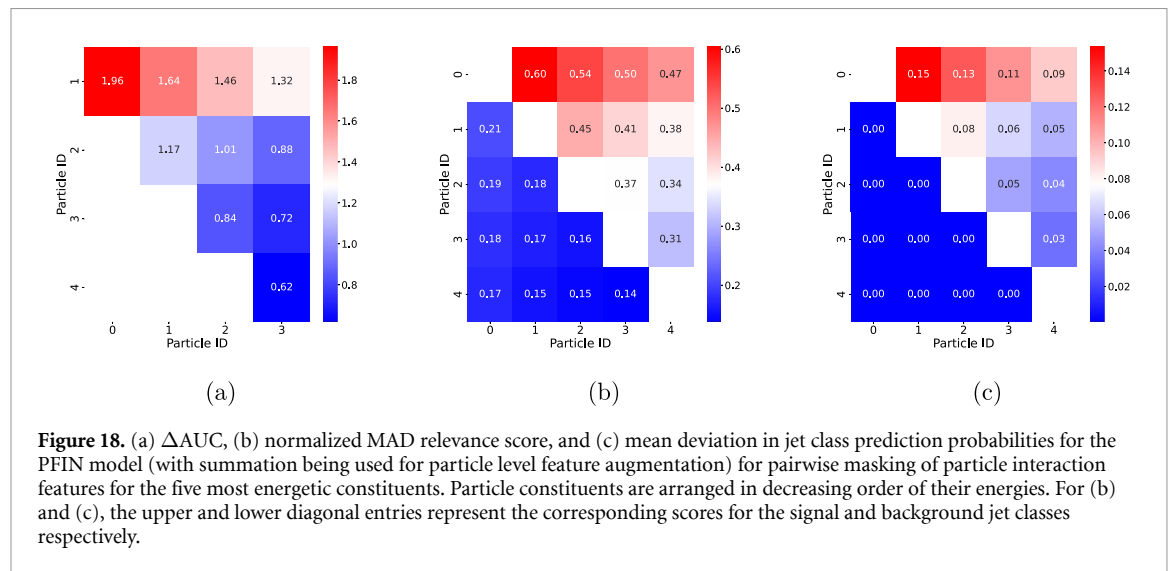 1.96 1.64 1.46 1.32
1.17 1.01 0.88
0.84 0.72
0.62
1
2
3
4
Particle ID
0 1 2 3
Particle ID
1.8
1.6
1.4
1.2
1.0
0.8
(a)
0.60 0.54 0.50 0.47
0.21 0.45 0.41 0.38
0.19 0.18 0.37 0.34
0.18 0.17 0.16 0.31
0.17 0.15 0.15 0.14
0
1
2
3
4
Particle ID
0 1 2 3 4
Particle ID
0.6
0.5
0.4
0.3
0.2
(b)
0.15 0.13 0.11 0.09
0.00 0.08 0.06 0.05
0.00 0.00 0.05 0.04
0.00 0.00 0.00 0.03
0.00 0.00 0.00 0.00
0
1
2
3
4
Particle ID
0 1 2 3 4
Particle ID
0.14
0.12
0.10
0.08
0.06
0.04
0.02
(c)
Figure 18. (a) ΔAUC, (b) normalized MAD relevance score, and (c) mean deviation in jet class prediction probabilities for the
PFIN model (with summation being used for particle level feature augmentation) for pairwise masking of particle interaction
features for the five most energetic constituents. Particle constituents are arranged in decreasing order of their energies. For (b)
and (c), the upper and lower diagonal entries represent the corresponding scores for the signal and background jet classes
respectively.